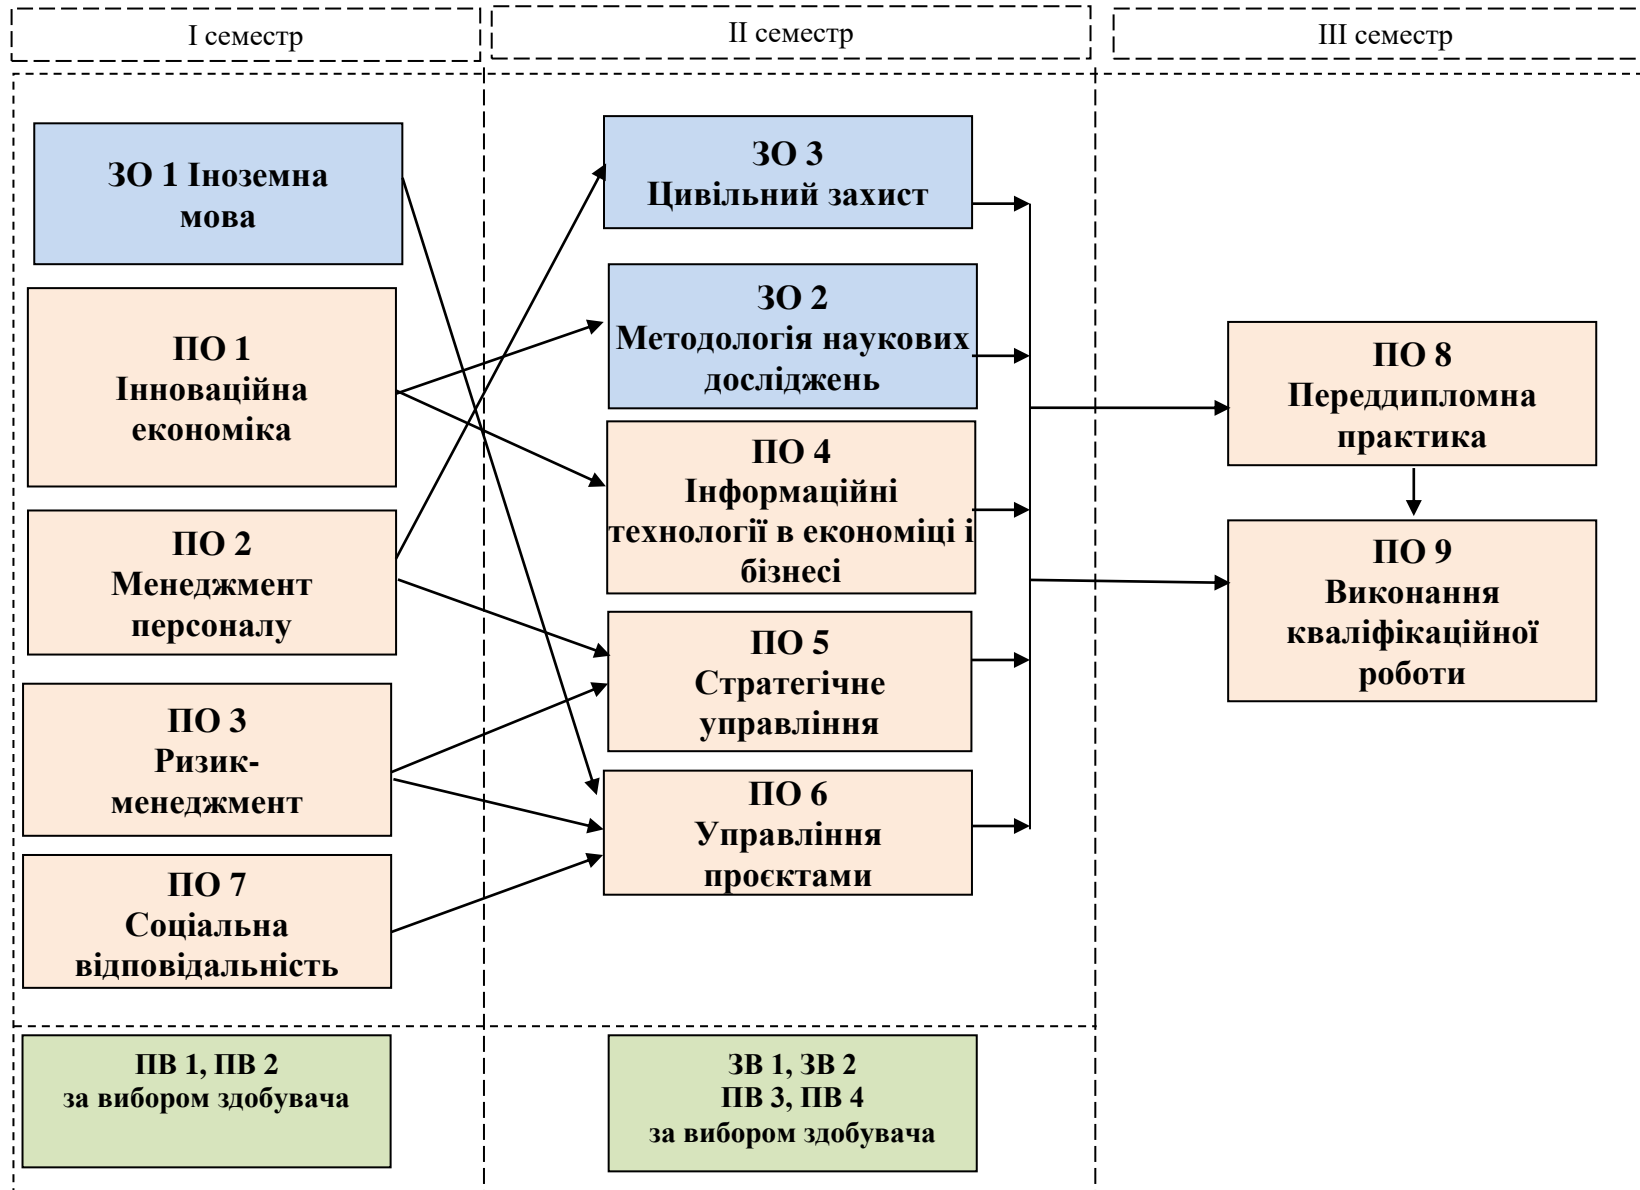 І семестр
ІІ семестр
ІІІ семестр
ЗО 1 Іноземна
мова
ПО 1
Інноваційна
економіка
ПО 2
Менеджмент
персоналу
ПО 3
Ризик-
менеджмент
ПО 7
Соціальна
відповідальність
ПВ 1, ПВ 2
за вибором здобувача
ЗО 3
Цивільний захист
ЗО 2
Методологія наукових
досліджень
ПО 4
Інформаційні
технології в економіці і
бізнесі
ПО 5
Стратегічне
управління
ПО 6
Управління
проєктами
ЗВ 1, ЗВ 2
ПВ 3, ПВ 4
за вибором здобувача
ПО 8
Переддипломна
практика
ПО 9
Виконання
кваліфікаційної
роботи